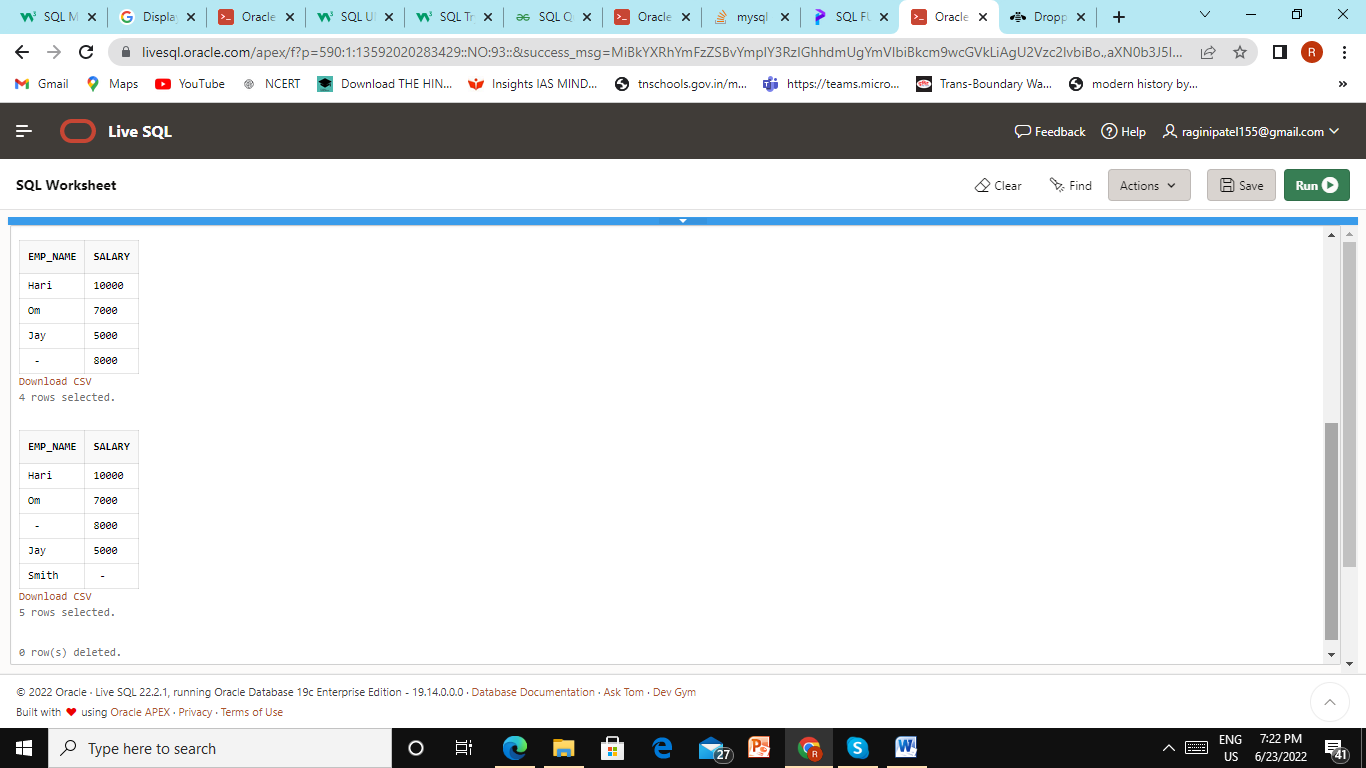 SQL M
Display
Oracle
SQL U
SQL Tr
SQL Q
Oracle
mysql
SQL FU
Oracle
Dropp
livesql.oracle.com/apex/f?p=590:1:13592020283429::NO:93::&success_msg=MiBkYXRhYmFzZSBvYmplY3RzIGhhdmUgYmVlbiBkcm9wcGVkLiAgU2Vzc2lvbiBo.,aXN0b3J5I...
R
Gmail
Maps
YouTube
NCERT
Download THE HIN...
Insights IAS MIND...
tnschools.gov.in/m...
https://teams.micro...
Trans-Boundary Wa...
modern history by...
»
Live SQL
Feedback
Help
raginipatel155@gmail.com
SQL Worksheet
Clear
Find
Actions
Save
Run
EMP_NAME SALARY
Hari 10000
Om 7000
Jay 5000
- 8000
Download CSV
4 rows selected.
EMP_NAME SALARY
Hari 10000
Om 7000
- 8000
Jay 5000
Smith -
Download CSV
5 rows selected.
0 row(s) deleted.
© 2022 Oracle · Live SQL 22.2.1, running Oracle Database 19c Enterprise Edition - 19.14.0.0.0 · Database Documentation · Ask Tom · Dev Gym
Built with ❤ using Oracle APEX · Privacy · Terms of Use
Type here to search
27
R
ENG
US
7:22 PM
6/23/2022
41